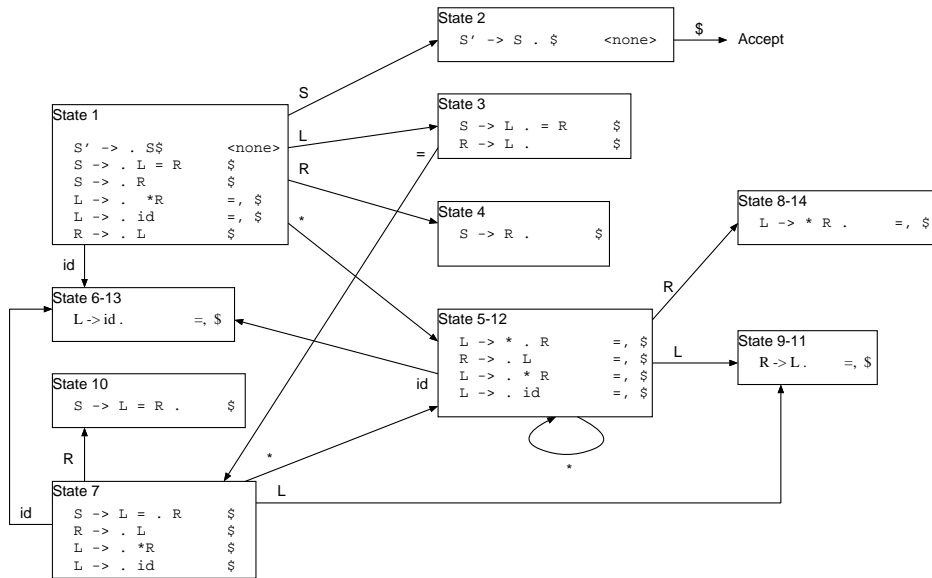 State 2
S' -> S . $ <none>
$
Accept
S
State 1
S' -> . S$ <none>
S -> . L = R $
S -> . R $
L -> . *R =, $
L -> . id =, $
R -> . L $
L
=
R
*
State 3
S -> L . = R $
R -> L . $
State 4
S -> R . $
State 8-14
L -> * R . =, $
id
State 6-13
L -> id . =, $
State 5-12
L -> * . R =, $
R -> . L =, $
L -> . * R =, $
L -> . id =, $
R
L
State 9-11
R -> L . =, $
id
State 10
S -> L = R . $
*
*
R
L
id
State 7
S -> L = . R $
R -> . L $
L -> . *R $
L -> . id $